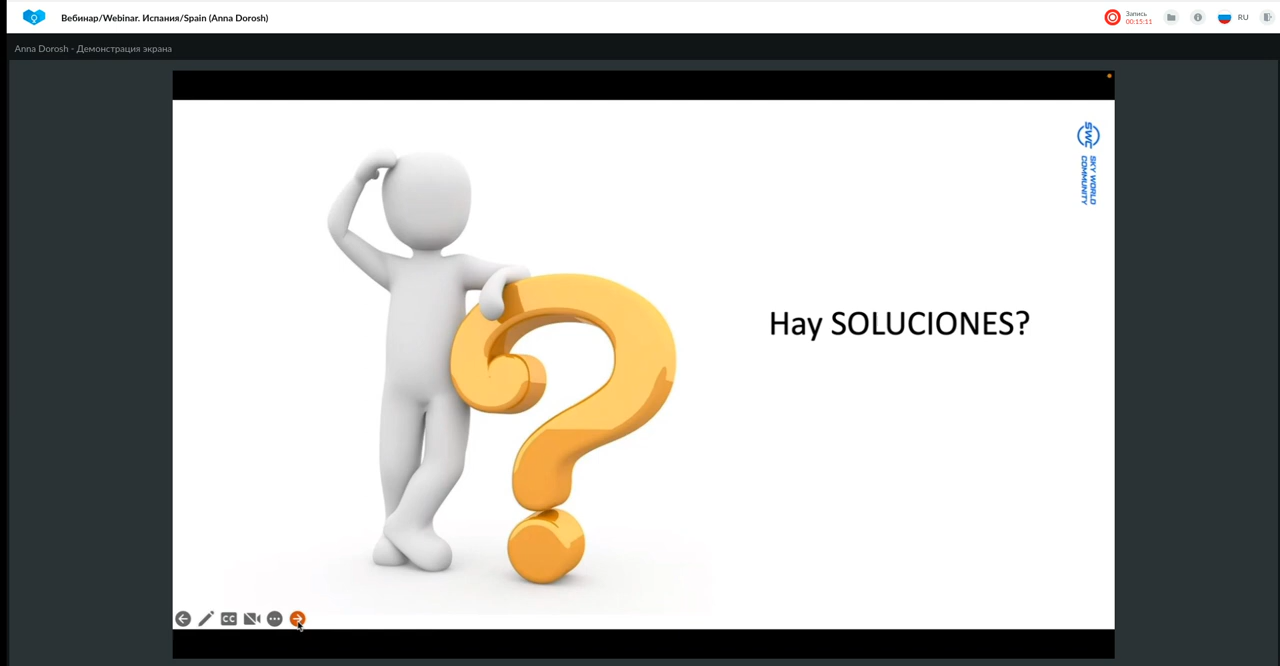 Вебинар/Webinar. Испания/Spain (Anna Dorosh)
Запись
00:15:11
RU
Anna Dorosh - Демонстрация экрана
SWC
SKY WORLD
COMMUNITY
Hay SOLUCIONES?
CC